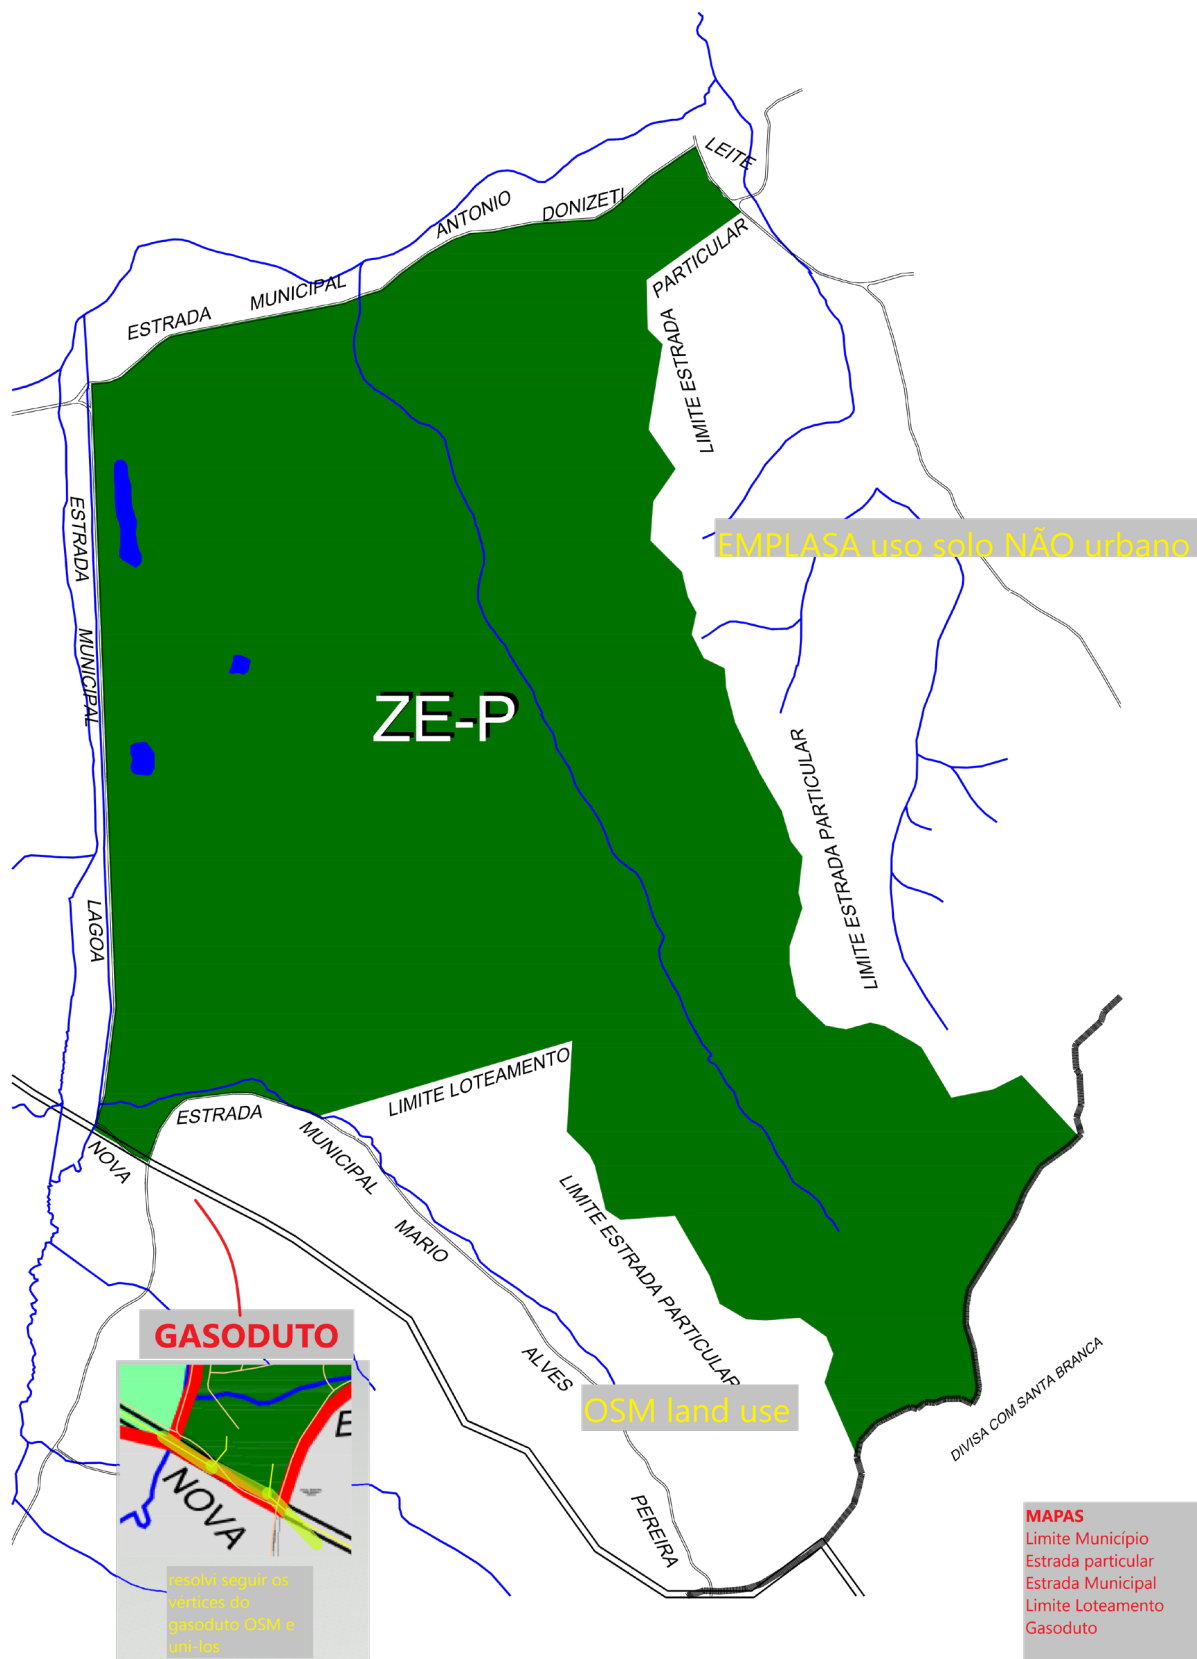 LEITE
ANTONIO
DONIZETI
PARTICULAR
MUNICIPAL
ESTRADA
LIMITE ESTRADA
ESTRADA
EMPLASA uso solo NÃO urbano
MUNICIPAL
ZE-P
LIMITE ESTRADA PARTICULAR
LAGOA
LIMITE LOTEAMENTO
ESTRADA
NOVA
MUNICIPAL
MARIO
LIMITE ESTRADA PARTICULAR
GASODUTO
ALVES
DIVISA COM SANTA BRANCA
OSM land use
E
NOVA
PEREIRA
resolvi seguir os
vértices do
gasoduto OSM e
uni-los
MAPAS
Limite Município
Estrada particular
Estrada Municipal
Limite Loteamento
Gasoduto